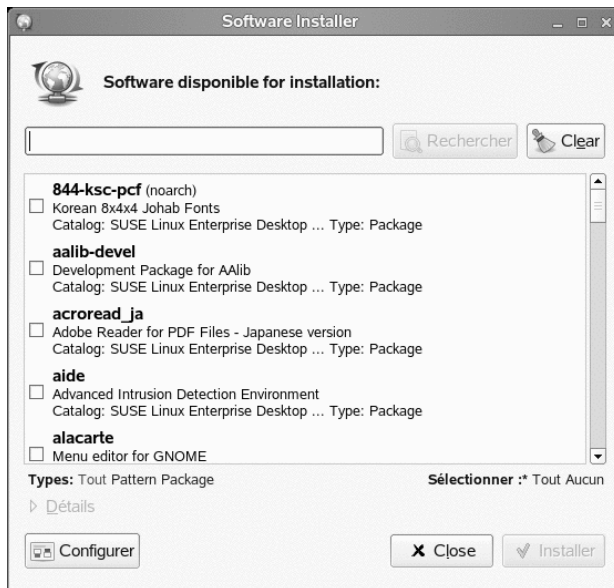 Software Installer
Software disponible for installation:
Rechercher
Clear
844-ksc-pcf (noarch)
Korean 8x4x4 Johab Fonts
Catalog: SUSE Linux Enterprise Desktop ... Type: Package
aalib-devel
Development Package for AAlib
Catalog: SUSE Linux Enterprise Desktop ... Type: Package
acroread_ja
Adobe Reader for PDF Files - Japanese version
Catalog: SUSE Linux Enterprise Desktop ... Type: Package
aide
Advanced Intrusion Detection Environment
Catalog: SUSE Linux Enterprise Desktop ... Type: Package
alacarte
Menu editor for GNOME
Types: Tout Pattern Package
Sélectionner :* Tout Aucun
Détails
Configurer
Close
Installer